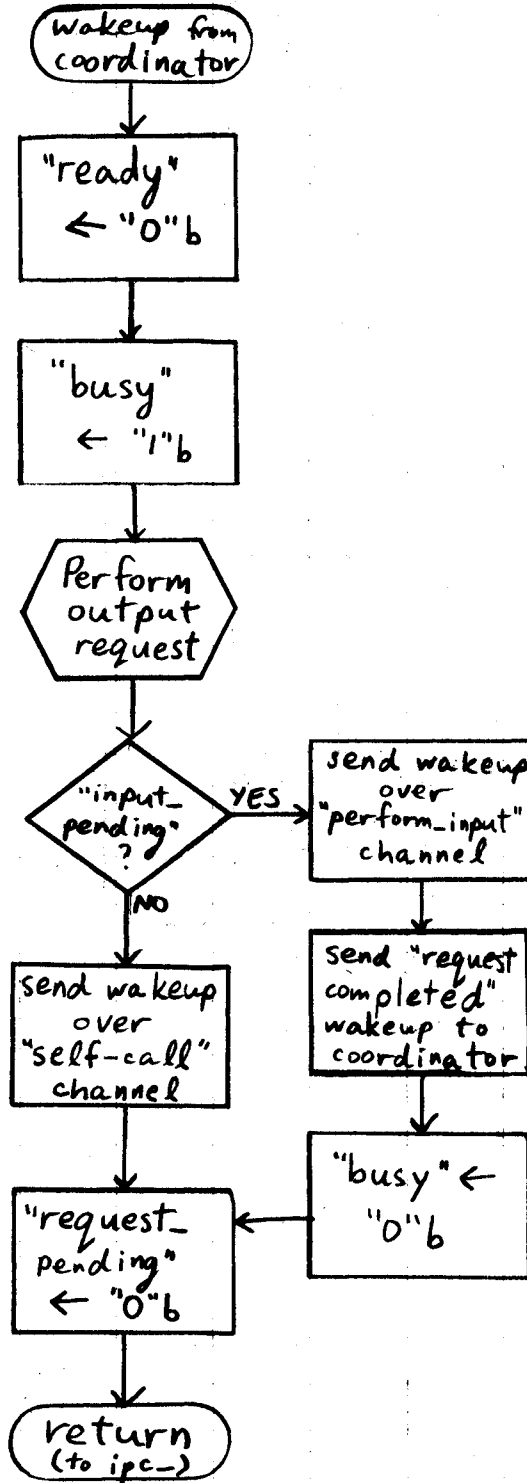 wakeup from
coordinator
"ready"
← "0"b
"busy"
← "1"b
Perform
output
request
"input_
pending"
?
YES
NO
send wakeup
over
"perform_input"
channel
send "request
completed"
wakeup to
coordinator
"busy" ←
"0"b
send wakeup
over
"self-call"
channel
"request_
pending"
← "0"b
return
(to ipc_)